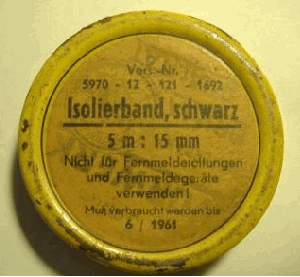 Vers.-Nr.
5970 - 12 - 121 - 1692
Isolierband, schwarz
5 m : 15 mm
Nicht für Fernmeldeleitungen
und Fernmeldegeräte
verwenden!
Muß verbraucht werden bis
6 / 1961